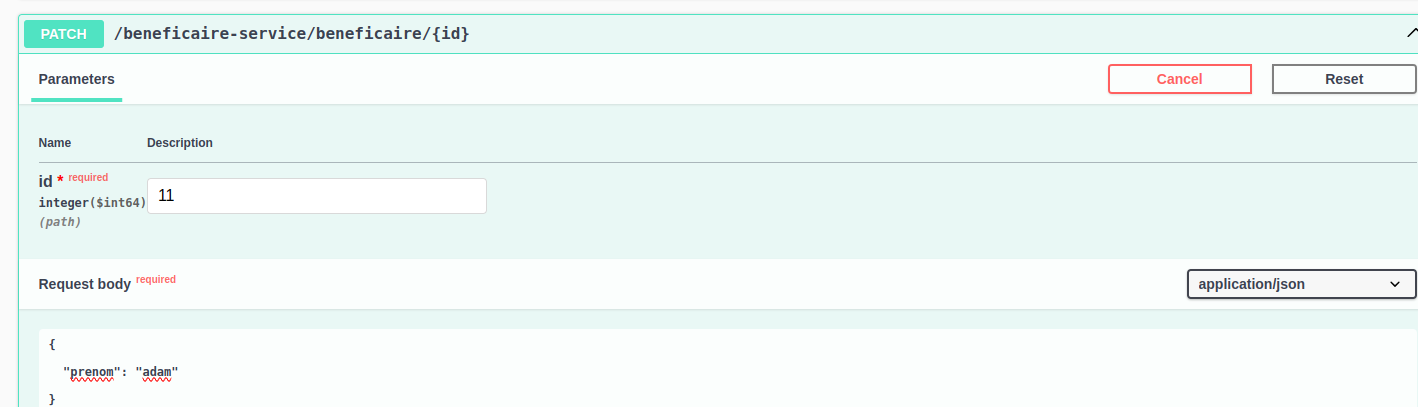 PATCH /beneficaire-service/beneficaire/{id}
Parameters Cancel Reset
Name Description
id * required
integer($int64) 11
(path)
Request body required application/json
{
"prenom": "adam"
}